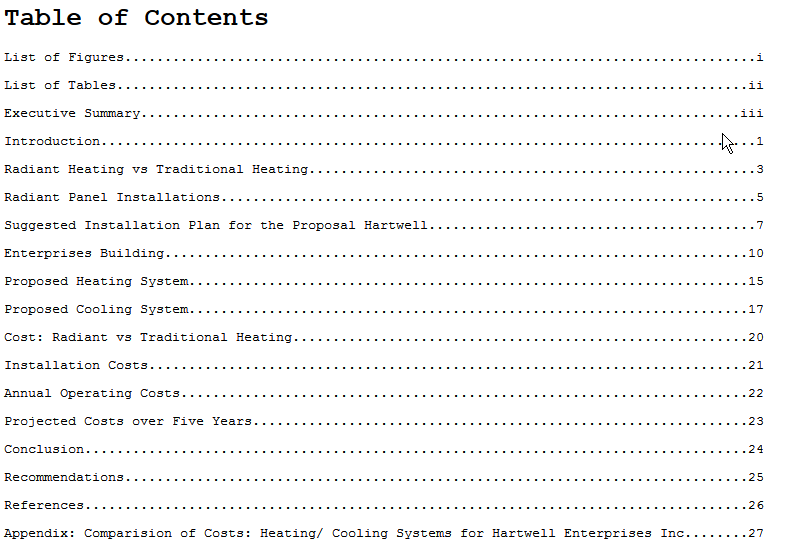 Table of Contents
List of Figures...............................................................................i
List of Tables...............................................................................ii
Executive Summary...........................................................................iii
Introduction..................................................................................1
Radiant Heating vs Traditional Heating........................................................3
Radiant Panel Installations...................................................................5
Suggested Installation Plan for the Proposal Hartwell.........................................7
Enterprises Building.........................................................................10
Proposed Heating System......................................................................15
Proposed Cooling System......................................................................17
Cost: Radiant vs Traditional Heating.........................................................20
Installation Costs...........................................................................21
Annual Operating Costs.......................................................................22
Projected Costs over Five Years..............................................................23
Conclusion...................................................................................24
Recommendations..............................................................................25
References...................................................................................26
Appendix: Comparision of Costs: Heating/ Cooling Systems for Hartwell Enterprises Inc........27